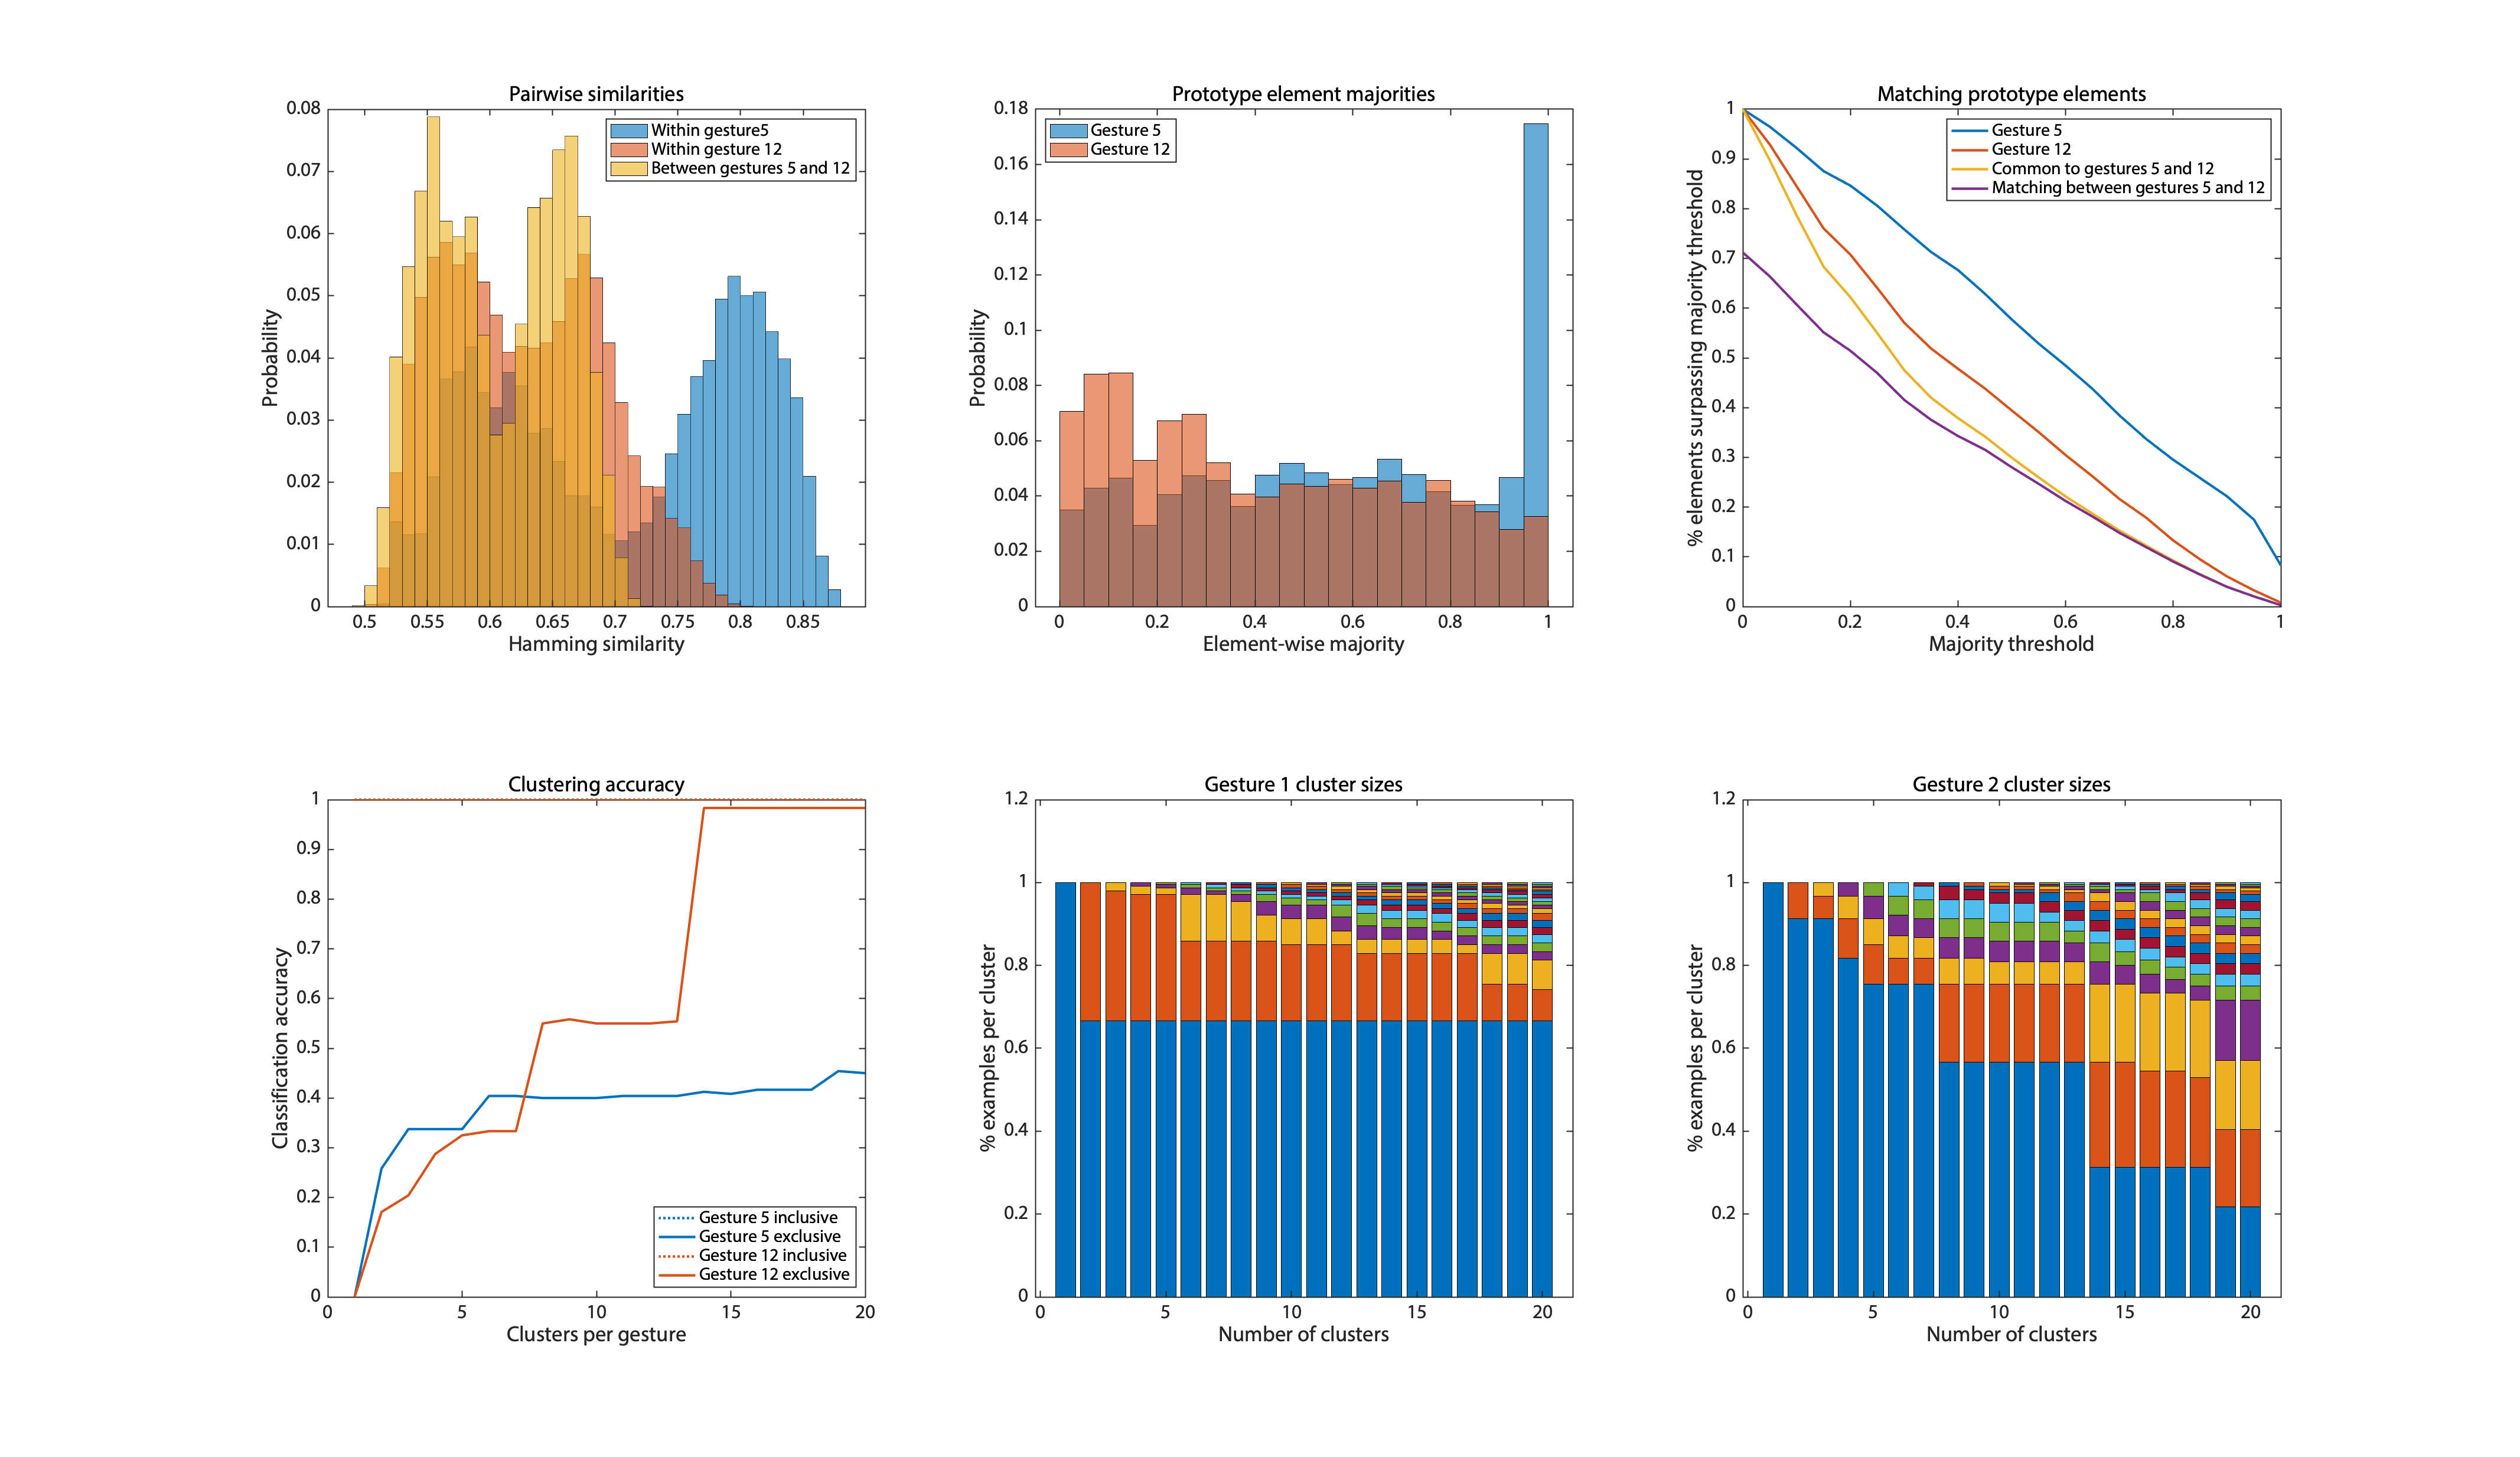 Pairwise similarities
0.08
0.07
0.06
0.05
0.04
0.03
0.02
0.01
0
Probability
Within gesture5
Within gesture 12
Between gestures 5 and 12
0.5 0.55 0.6 0.65 0.7 0.75 0.8 0.85
Hamming similarity
Prototype element majorities
0.18
0.16
0.14
0.12
0.1
0.08
0.06
0.04
0.02
0
Probability
Gesture 5
Gesture 12
0 0.2 0.4 0.6 0.8 1
Element-wise majority
Matching prototype elements
1
0.9
0.8
0.7
0.6
0.5
0.4
0.3
0.2
0.1
0
% elements surpassing majority threshold
Gesture 5
Gesture 12
Common to gestures 5 and 12
Matching between gestures 5 and 12
0 0.2 0.4 0.6 0.8 1
Majority threshold
Clustering accuracy
1
0.9
0.8
0.7
0.6
0.5
0.4
0.3
0.2
0.1
0
Classification accuracy
Gesture 5 inclusive
Gesture 5 exclusive
Gesture 12 inclusive
Gesture 12 exclusive
0 5 10 15 20
Clusters per gesture
Gesture 1 cluster sizes
1.2
1
0.8
0.6
0.4
0.2
0
% examples per cluster
0 5 10 15 20
Number of clusters
Gesture 2 cluster sizes
1.2
1
0.8
0.6
0.4
0.2
0
% examples per cluster
0 5 10 15 20
Number of clusters